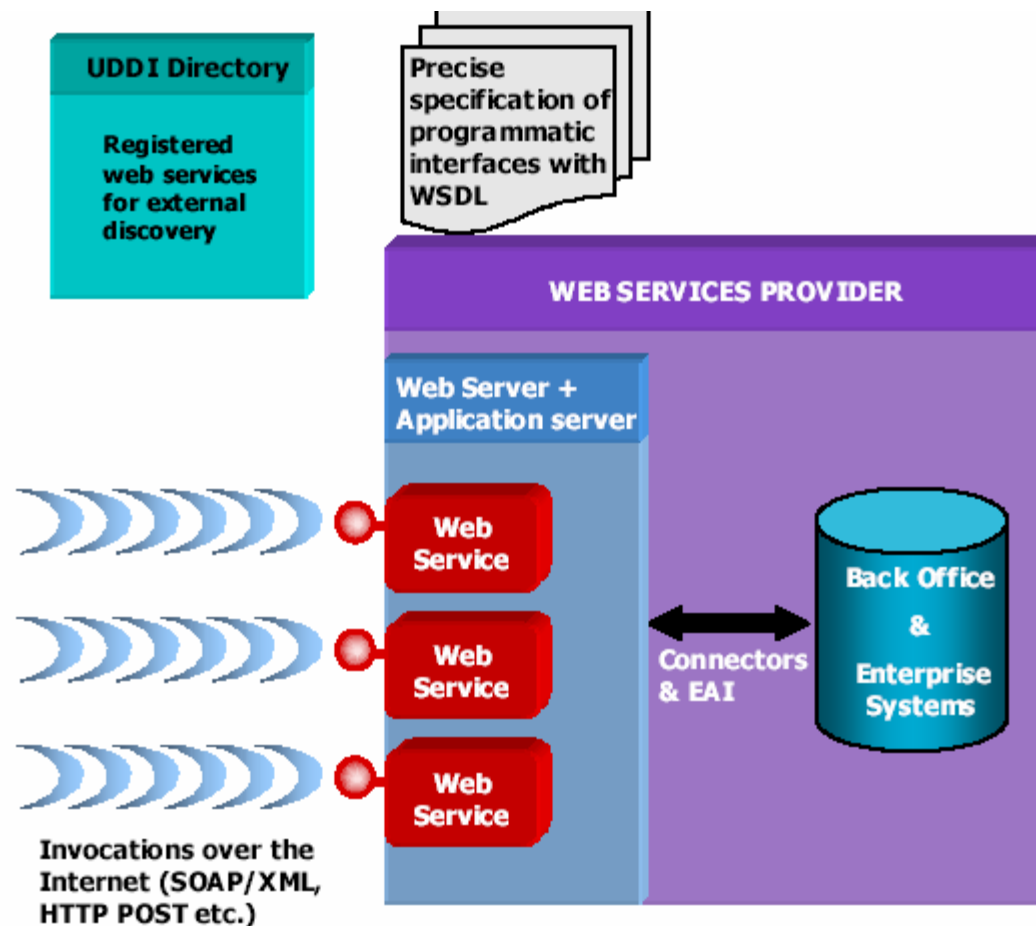 UDDI Directory
Registered
web services
for external
discovery
Precise
specification of
programmatic
interfaces with
WSDL
WEB SERVICES PROVIDER
Web Server +
Application server
Web
Service
Web
Service
Web
Service
Connectors
& EAI
Back Office
&
Enterprise
Systems
Invocations over the
Internet (SOAP/XML,
HTTP POST etc.)